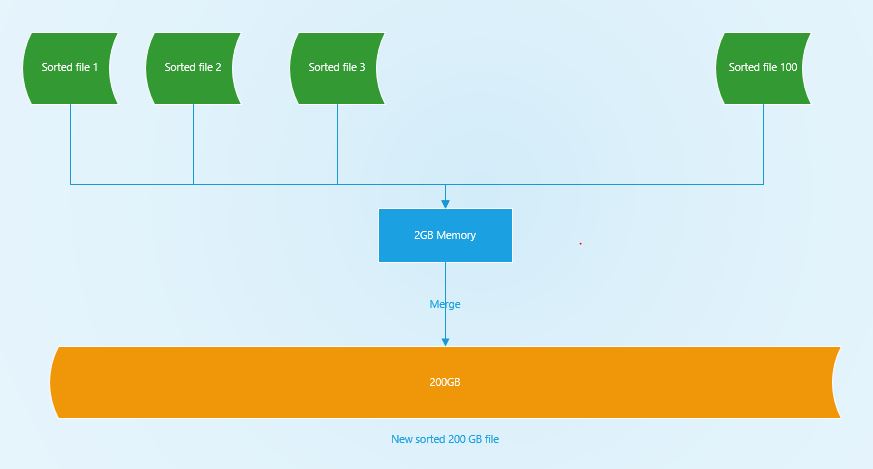 Sorted file 1
Sorted file 2
Sorted file 3
Sorted file 100
2GB Memory
Merge
200GB
New sorted 200 GB file